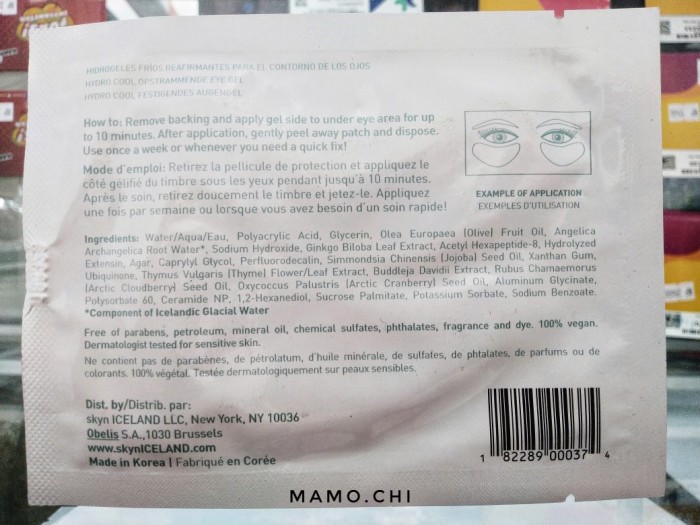 HIDROGELES FRÍOS REAFIRMANTES PARA EL CONTORNO DE LOS OJOS
HYDRO COOL OPSTRAMMENDE EYE GEL
HYDRO COOL FESTIGENDES AUGENGEL
How to: Remove backing and apply gel side to under eye area for up
to 10 minutes. After application, gently peel away patch and dispose.
Use once a week or whenever you need a quick fix!
Mode d'emploi: Retirez la pellicule de protection et appliquez le
côté gélifié du timbre sous les yeux pendant jusqu'à 10 minutes.
Après le soin, retirez doucement le timbre et jetez-le. Appliquez
une fois par semaine ou lorsque vous avez besoin d'un soin rapide!
EXAMPLE OF APPLICATION
EXEMPLES D'UTILISATION
Ingredients: Water/Aqua/Eau, Polyacrylic Acid, Glycerin, Olea Europaea (Olive) Fruit Oil, Angelica
Archangelica Root Water*, Sodium Hydroxide, Ginkgo Biloba Leaf Extract, Acetyl Hexapeptide-8, Hydrolyzed
Extensin, Agar, Caprylyl Glycol, Perfluorodecalin, Simmondsia Chinensis (Jojoba) Seed Oil, Xanthan Gum,
Ubiquinone, Thymus Vulgaris (Thyme) Flower/Leaf Extract, Buddleja Davidii Extract, Rubus Chamaemorus
(Arctic Cloudberry) Seed Oil, Oxycoccus Palustris (Arctic Cranberry) Seed Oil, Aluminum Glycinate,
Polysorbate 60, Ceramide NP, 1,2-Hexanediol, Sucrose Palmitate, Potassium Sorbate, Sodium Benzoate.
*Component of Icelandic Glacial Water
Free of parabens, petroleum, mineral oil, chemical sulfates, phthalates, fragrance and dye. 100% vegan.
Dermatologist tested for sensitive skin.
Ne contient pas de parabènes, de pétrolatum, d'huile minérale, de sulfates, de phtalates, de parfums ou de
colorants. 100% végétal. Testée dermatologiquement sur peaux sensibles.
Dist. by/Distrib. par:
skyn ICELAND LLC, New York, NY 10036
Obelis S.A.,1030 Brussels
www.skynICELAND.com
Made in Korea | Fabriqué en Corée
1 82289 00037 4
MAMO.CHI